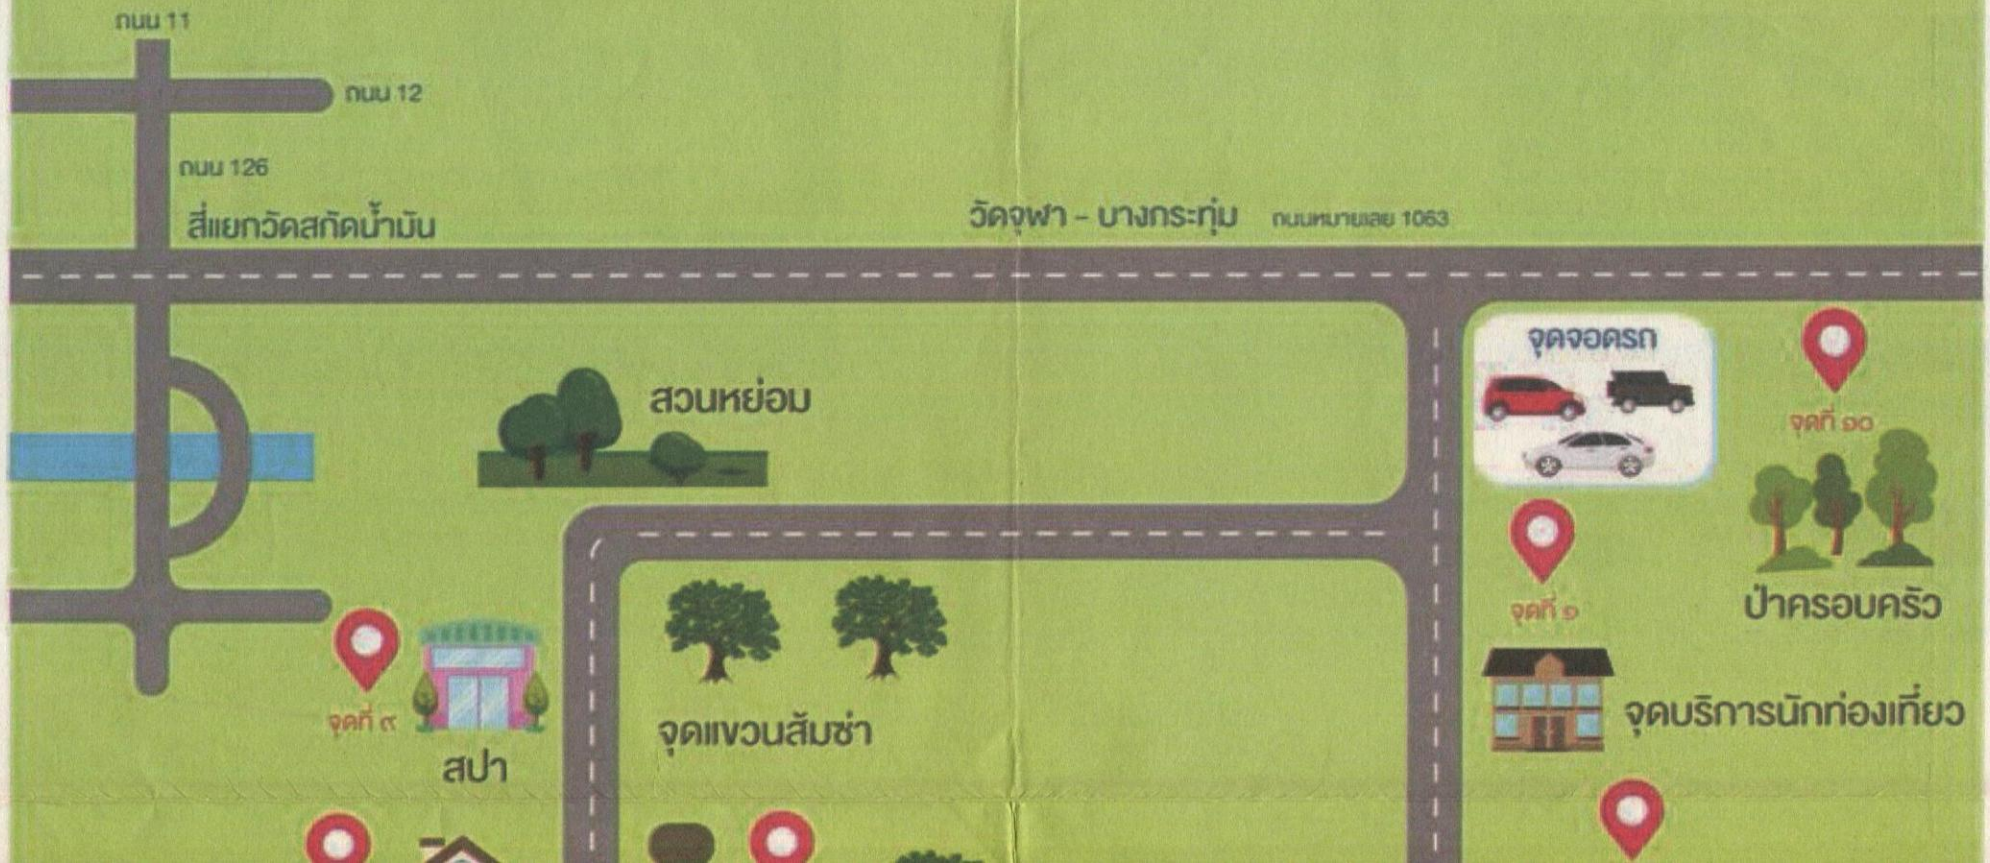 ถนน 11
ถนน 12
ถนน 126
สี่แยกวัดสกัดน้ำมัน
วัดจุฬา - บางกระทุ่ม ถนนหมายเลย 1063
จุดจอดรถ
จุดที่ ๑๐
สวนหย่อม
ป่าครอบครัว
จุดที่ ๑
จุดบริการนักท่องเที่ยว
จุดที่ ๙
จุดแขวนส้มซ่า
สปา